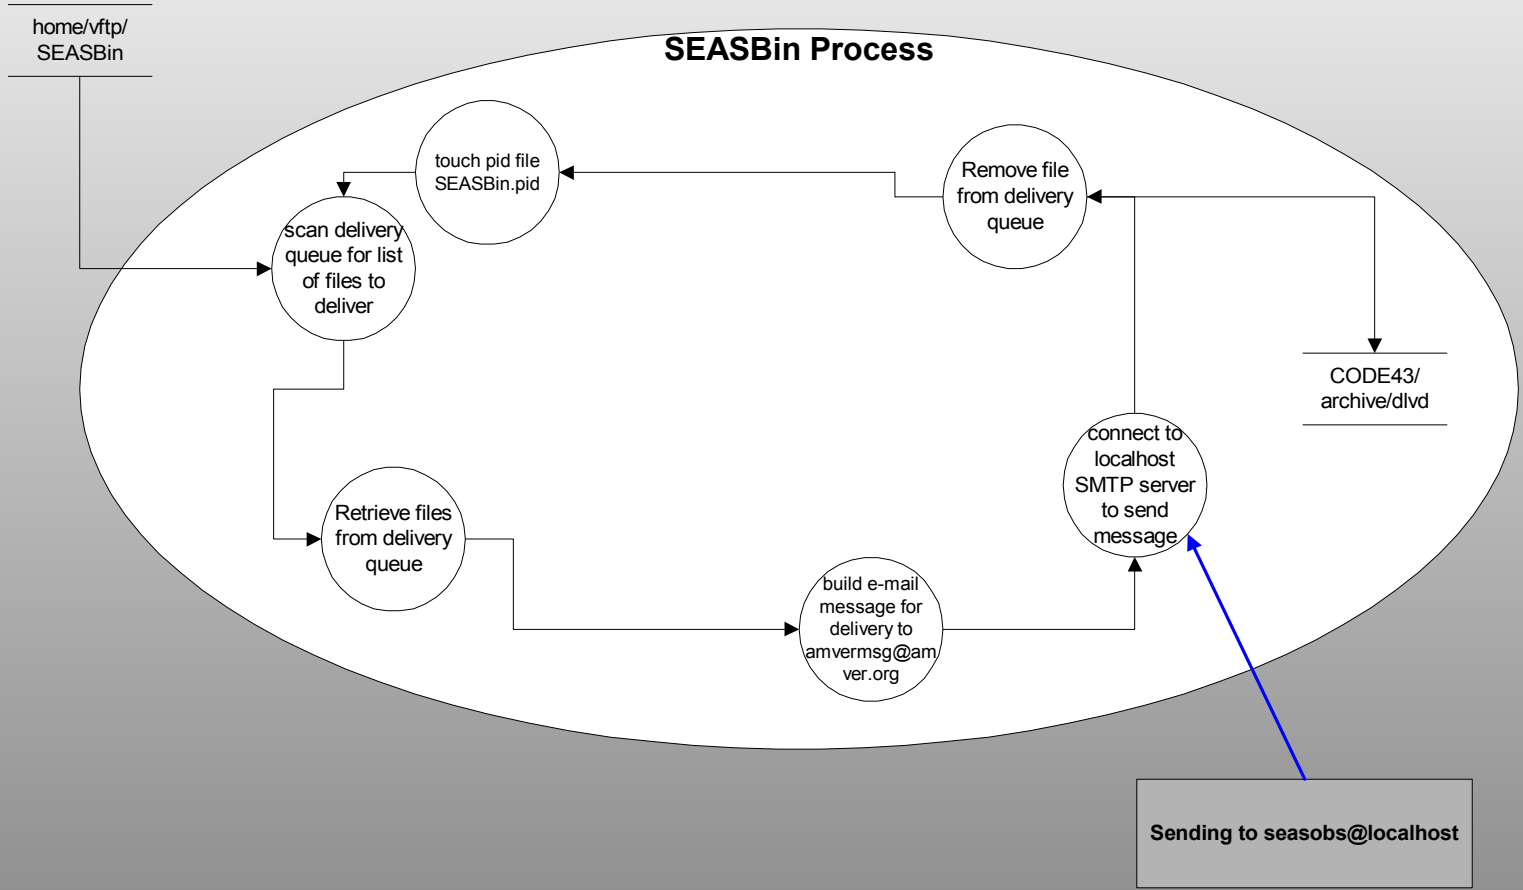 home/vftp/
SEASBin
SEASBin Process
touch pid file
SEASBin.pid
Remove file
from delivery
queue
scan delivery
queue for list
of files to
deliver
CODE43/
archive/dlvd
connect to
localhost
SMTP server
to send
message
Retrieve files
from delivery
queue
build e-mail
message for
delivery to
amvermsg@am
ver.org
Sending to seasobs@localhost